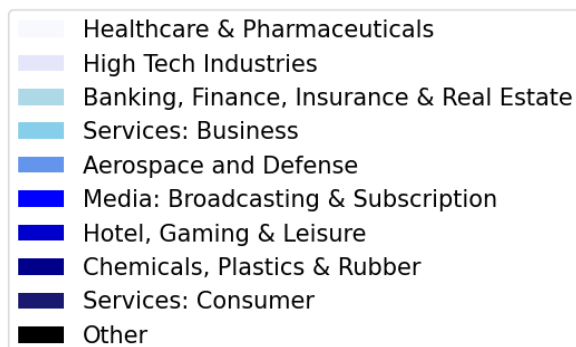 Healthcare & Pharmaceuticals
High Tech Industries
Banking, Finance, Insurance & Real Estate
Services: Business
Aerospace and Defense
Media: Broadcasting & Subscription
Hotel, Gaming & Leisure
Chemicals, Plastics & Rubber
Services: Consumer
Other